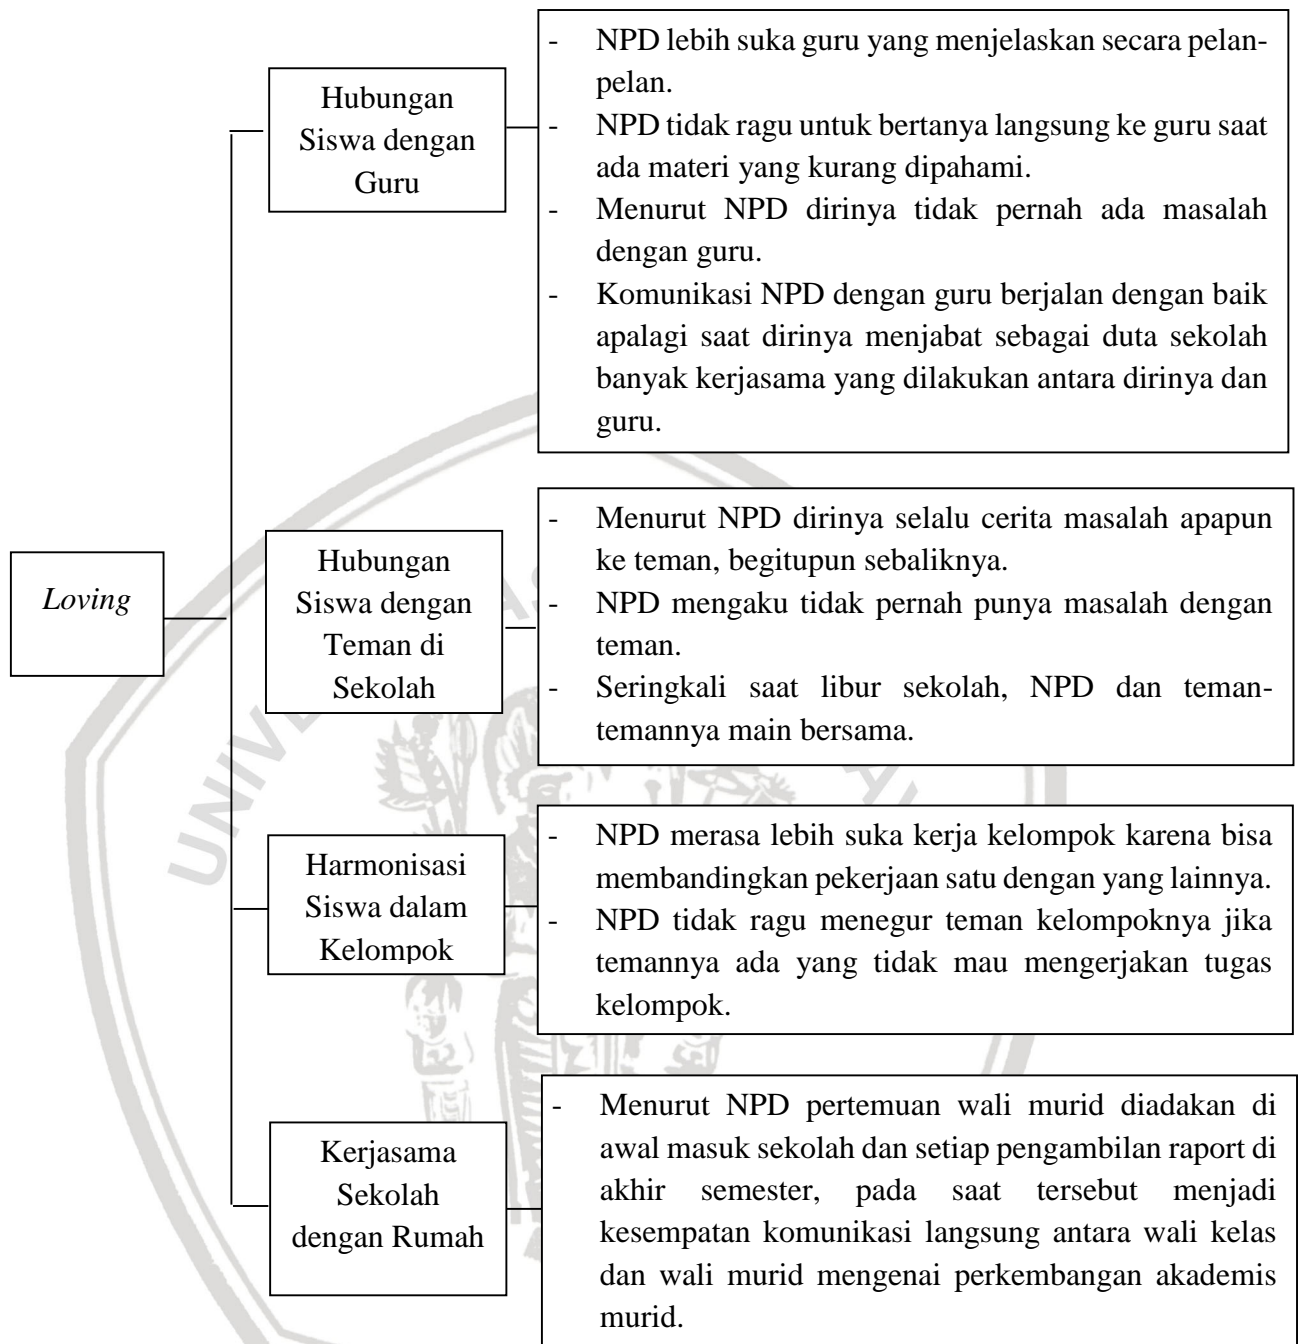 Loving
Hubungan
Siswa dengan
Guru
- NPD lebih suka guru yang menjelaskan secara pelan-
pelan.
- NPD tidak ragu untuk bertanya langsung ke guru saat
ada materi yang kurang dipahami.
- Menurut NPD dirinya tidak pernah ada masalah
dengan guru.
- Komunikasi NPD dengan guru berjalan dengan baik
apalagi saat dirinya menjabat sebagai duta sekolah
banyak kerjasama yang dilakukan antara dirinya dan
guru.
Hubungan
Siswa dengan
Teman di
Sekolah
- Menurut NPD dirinya selalu cerita masalah apapun
ke teman, begitupun sebaliknya.
- NPD mengaku tidak pernah punya masalah dengan
teman.
- Seringkali saat libur sekolah, NPD dan teman-
temannya main bersama.
Harmonisasi
Siswa dalam
Kelompok
- NPD merasa lebih suka kerja kelompok karena bisa
membandingkan pekerjaan satu dengan yang lainnya.
- NPD tidak ragu menegur teman kelompoknya jika
temannya ada yang tidak mau mengerjakan tugas
kelompok.
Kerjasama
Sekolah
dengan Rumah
- Menurut NPD pertemuan wali murid diadakan di
awal masuk sekolah dan setiap pengambilan raport di
akhir semester, pada saat tersebut menjadi
kesempatan komunikasi langsung antara wali kelas
dan wali murid mengenai perkembangan akademis
murid.